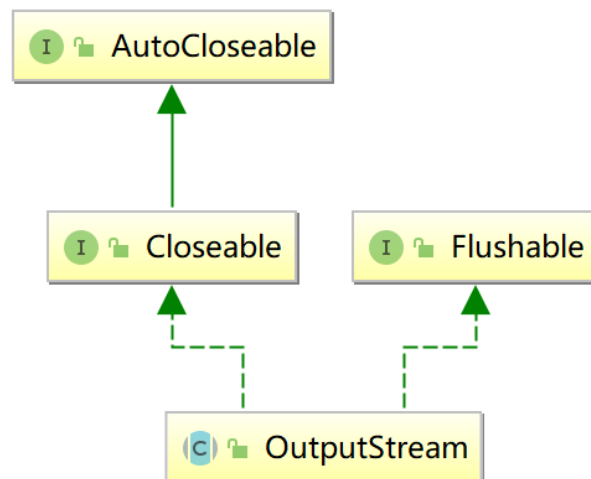 I AutoCloseable
I Closeable
I Flushable
C OutputStream